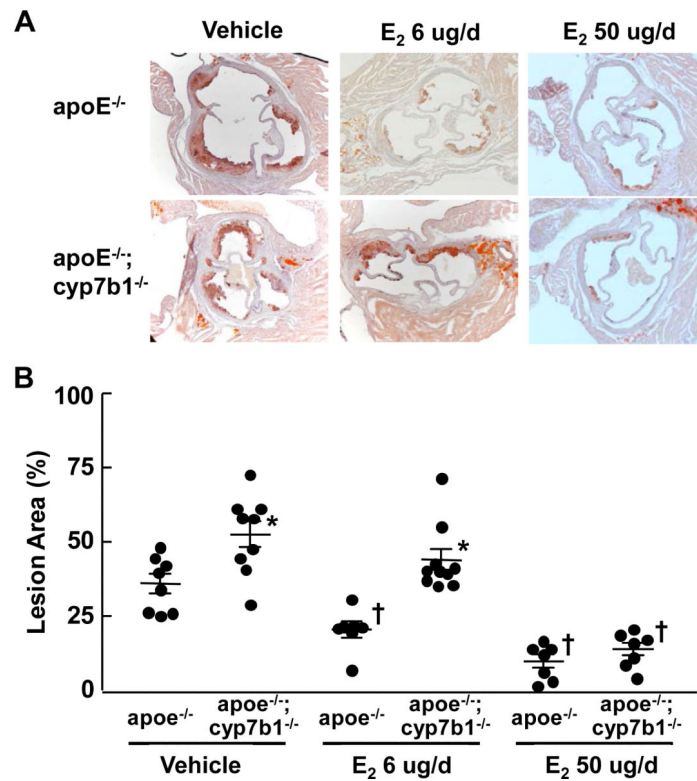 A
Vehicle E₂ 6 ug/d E₂ 50 ug/d
apoE⁻/⁻
apoE⁻/⁻;
cyp7b1⁻/⁻
B
100
75
50
25
0
Lesion Area (%)
*
†
*
†
†
apoe⁻/⁻ apoe⁻/⁻; apoe⁻/⁻ apoe⁻/⁻; apoe⁻/⁻ apoe⁻/⁻;
cyp7b1⁻/⁻ cyp7b1⁻/⁻ cyp7b1⁻/⁻
Vehicle E₂ 6 ug/d E₂ 50 ug/d